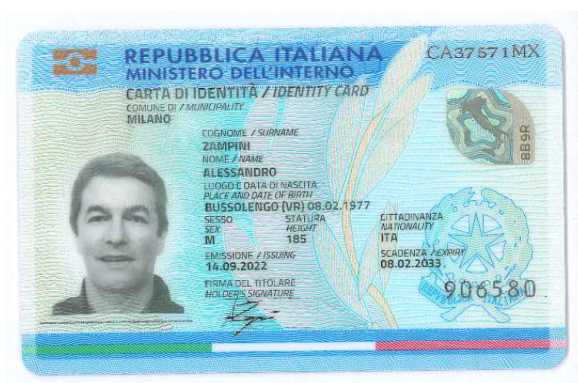 REPUBBLICA ITALIANA
CA37571MX
MINISTERO DELL'INTERNO
CARTA DI IDENTITÀ / IDENTITY CARD
COMUNE DI / MUNICIPALITY
MILANO
COGNOME / SURNAME
ZAMPINI
NOME / NAME
ALESSANDRO
LUOGO E DATA DI NASCITA
PLACE AND DATE OF BIRTH
BUSSOLENGO (VR) 08.02.1977
SESSO STATURA CITTADINANZA
SEX HEIGHT NATIONALITY
M 185 ITA
EMISSIONE / ISSUING SCADENZA / EXPIRY
14.09.2022 08.02.2033
FIRMA DEL TITOLARE
HOLDER'S SIGNATURE
906580
8B9R